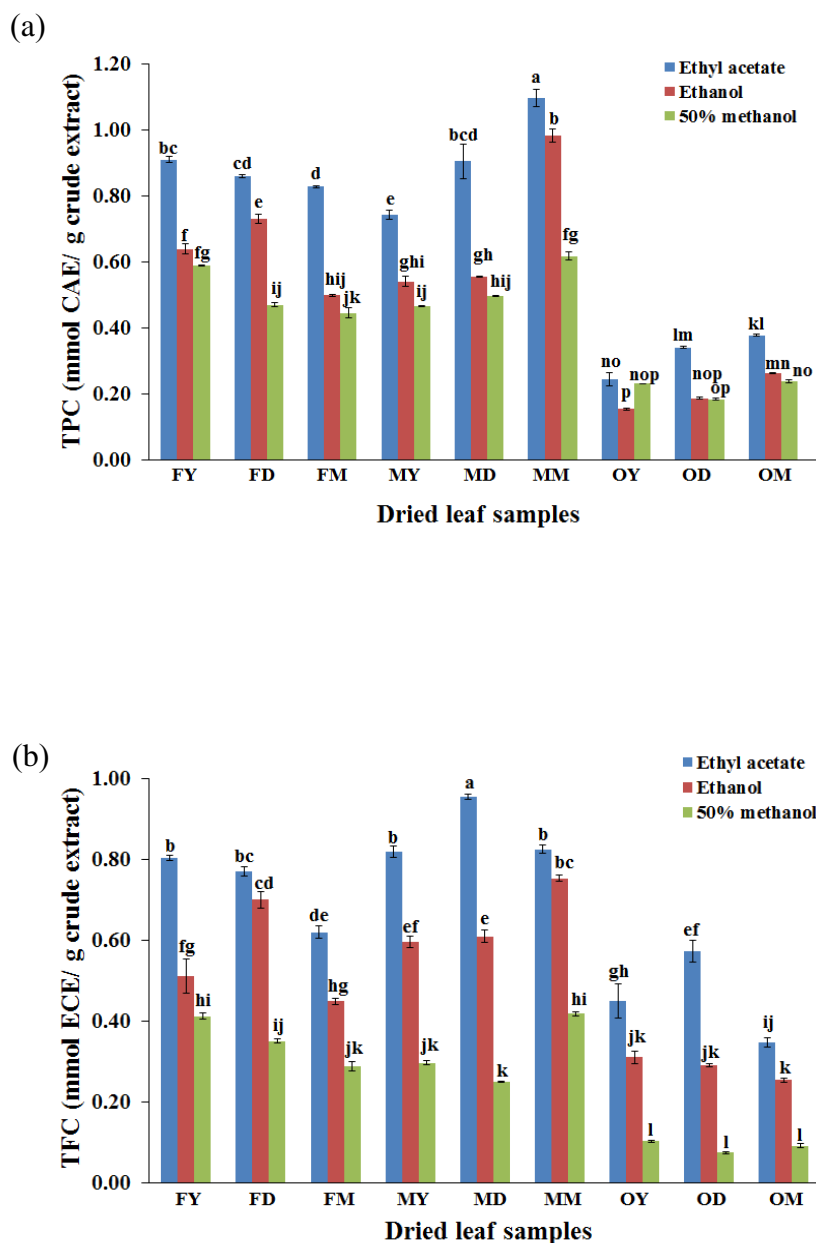 (a)
1.20
1.00
0.80
0.60
0.40
0.20
0.00
TPC (mmol CAE/ g crude extract)
Ethyl acetate
Ethanol
50% methanol
bc f fg
cd e ij
d hij jk
e ghi ij
bcd gh hij
a b fg
no p nop
lm nop op
kl mn no
FY FD FM MY MD MM OY OD OM
Dried leaf samples
(b)
1.00
0.80
0.60
0.40
0.20
0.00
TFC (mmol ECE/ g crude extract)
Ethyl acetate
Ethanol
50% methanol
b fg hi
bc cd ij
de hg jk
b ef jk
a e k
b bc hi
gh jk l
ef jk l
ij k l
FY FD FM MY MD MM OY OD OM
Dried leaf samples